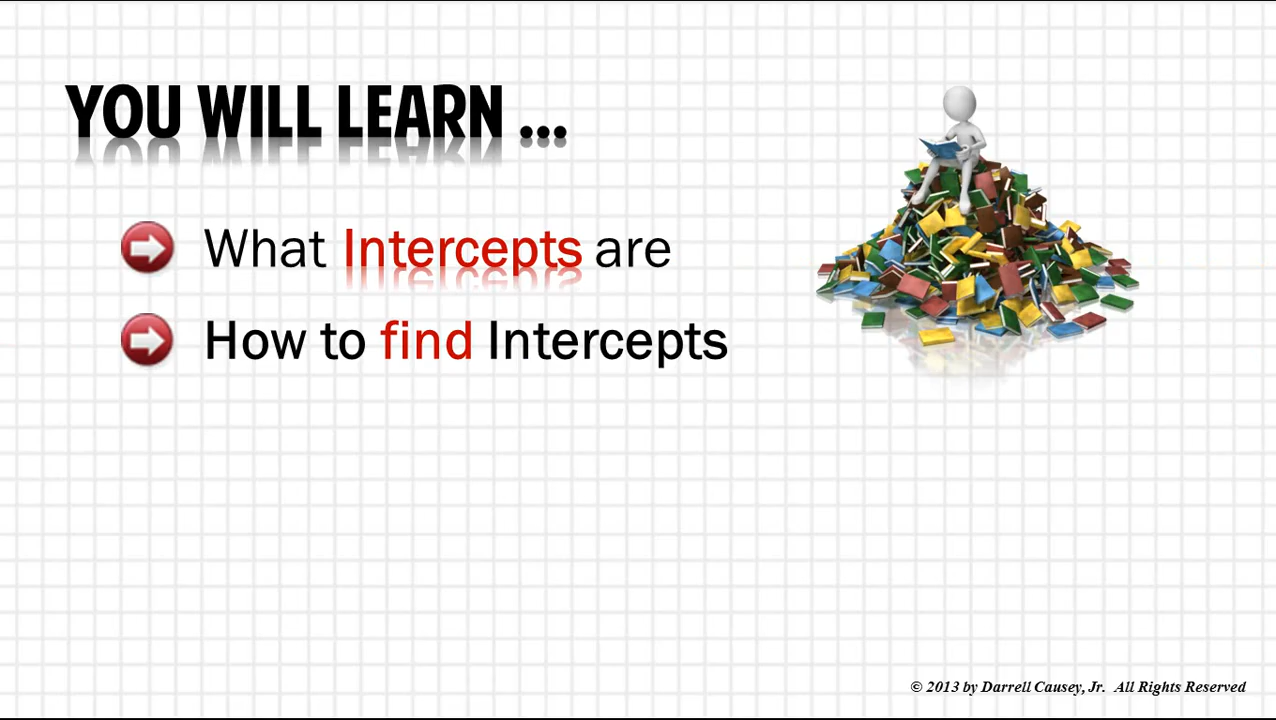 YOU WILL LEARN ...
What Intercepts are
How to find Intercepts
© 2013 by Darrell Causey, Jr. All Rights Reserved